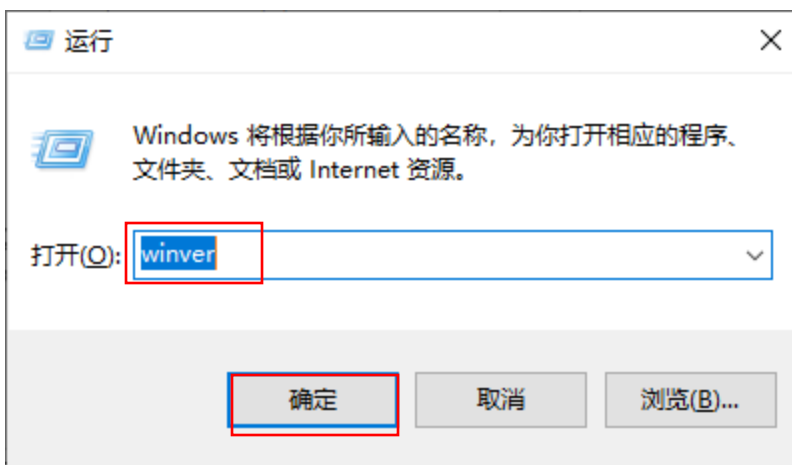 运行
Windows 将根据你所输入的名称，为你打开相应的程序、
文件夹、文档或 Internet 资源。
打开(O): winver
确定 取消 浏览(B)...